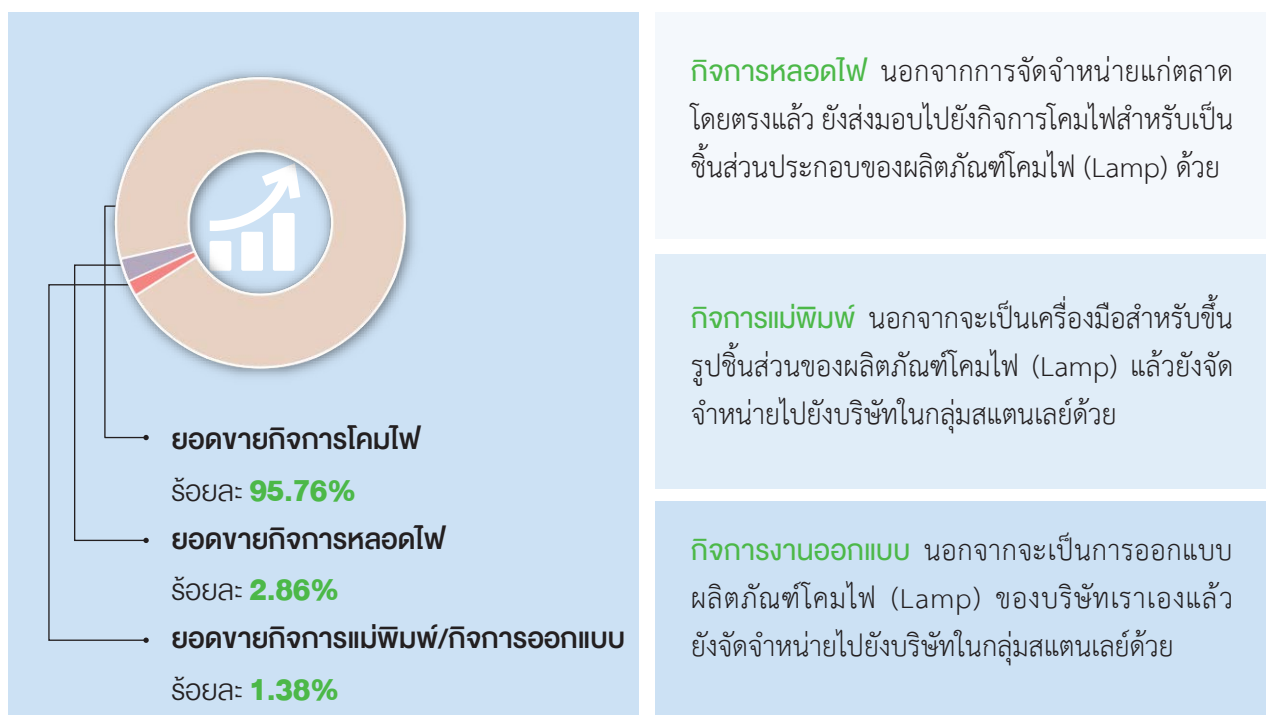 ยอดขายกิจการโคมไฟ
ร้อยละ 95.76%
ยอดขายกิจการหลอดไฟ
ร้อยละ 2.86%
ยอดขายกิจการแม่พิมพ์/กิจการออกแบบ
ร้อยละ 1.38%
กิจการหลอดไฟ นอกจากการจัดจำหน่ายแก่ตลาด
โดยตรงแล้ว ยังส่งมอบไปยังกิจการโคมไฟสำหรับเป็น
ชิ้นส่วนประกอบของผลิตภัณฑ์โคมไฟ (Lamp) ด้วย
กิจการแม่พิมพ์ นอกจากจะเป็นเครื่องมือสำหรับขึ้น
รูปชิ้นส่วนของผลิตภัณฑ์โคมไฟ (Lamp) แล้วยังจัด
จำหน่ายไปยังบริษัทในกลุ่มสแตนเลย์ด้วย
กิจการงานออกแบบ นอกจากจะเป็นการออกแบบ
ผลิตภัณฑ์โคมไฟ (Lamp) ของบริษัทเราเองแล้ว
ยังจัดจำหน่ายไปยังบริษัทในกลุ่มสแตนเลย์ด้วย